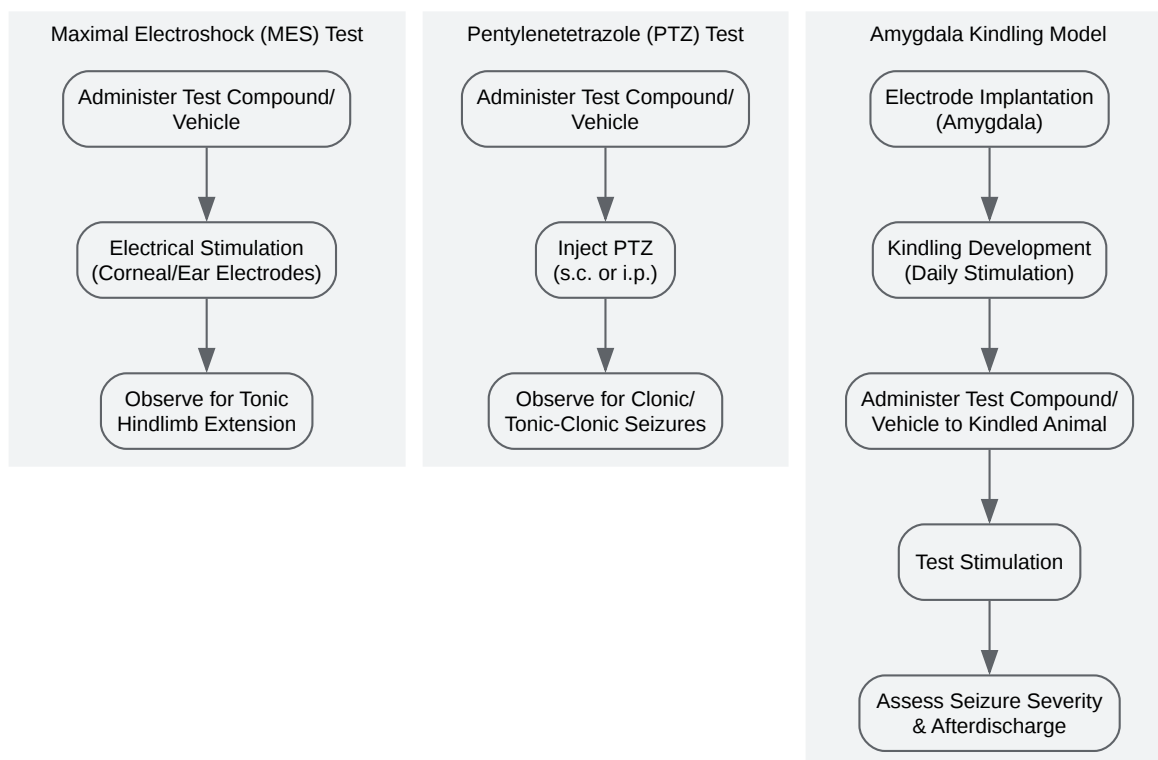 Maximal Electroshock (MES) Test
Administer Test Compound/
Vehicle
Electrical Stimulation
(Corneal/Ear Electrodes)
Observe for Tonic
Hindlimb Extension
Pentylenetetrazole (PTZ) Test
Administer Test Compound/
Vehicle
Inject PTZ
(s.c. or i.p.)
Observe for Clonic/
Tonic-Clonic Seizures
Amygdala Kindling Model
Electrode Implantation
(Amygdala)
Kindling Development
(Daily Stimulation)
Administer Test Compound/
Vehicle to Kindled Animal
Test Stimulation
Assess Seizure Severity
& Afterdischarge